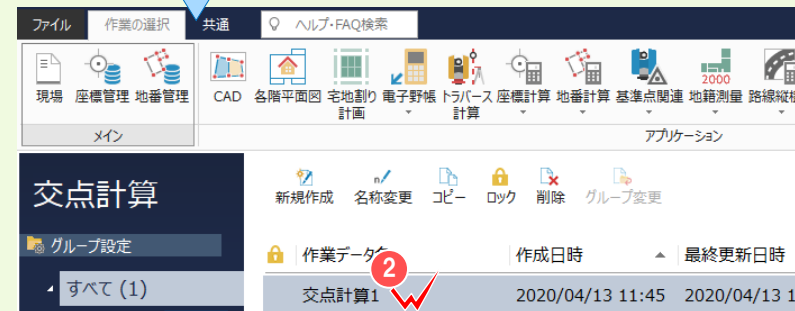 ファイル 作業の選択 共通 ヘルプ・FAQ検索
現場 座標管理 地番管理 CAD 各階平面図 宅地割り計画 電子野帳 トラバース計算 座標計算 地番計算 基準点関連 地籍測量
2000
メイン アプリケーション
交点計算
新規作成 名称変更 コピー ロック 削除 グループ変更
グループ設定
作業データ 作成日時 最終更新日時
2
すべて (1)
交点計算1 2020/04/13 11:45 2020/04/13 1